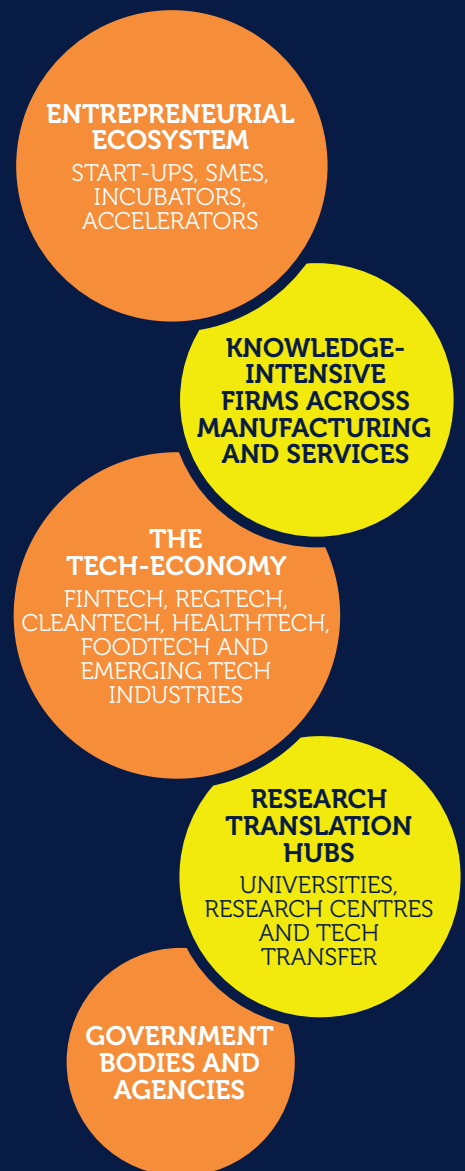 ENTREPRENEURIAL
ECOSYSTEM
START-UPS, SMES,
INCUBATORS,
ACCELERATORS
KNOWLEDGE-
INTENSIVE
FIRMS ACROSS
MANUFACTURING
AND SERVICES
THE
TECH-ECONOMY
FINTECH, REGTECH,
CLEANTECH, HEALTHTECH,
FOODTECH AND
EMERGING TECH
INDUSTRIES
RESEARCH
TRANSLATION
HUBS
UNIVERSITIES,
RESEARCH CENTRES
AND TECH
TRANSFER
GOVERNMENT
BODIES AND
AGENCIES